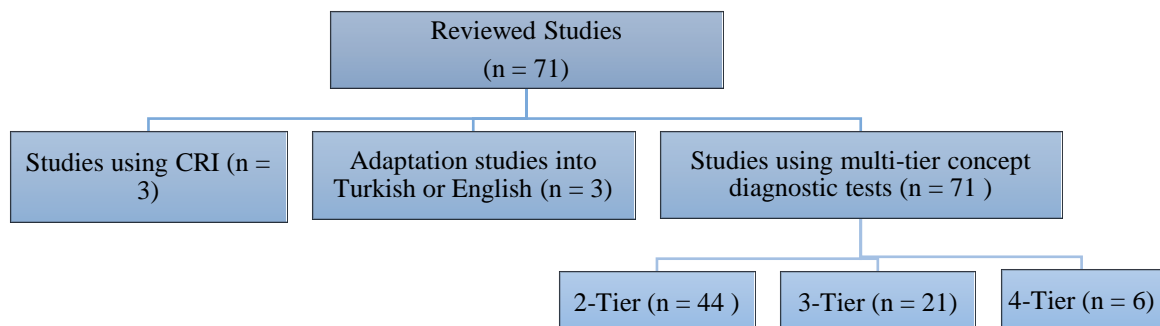 Reviewed Studies
(n = 71)
Studies using CRI (n =
3)
Adaptation studies into
Turkish or English (n = 3)
Studies using multi-tier concept
diagnostic tests (n = 71 )
2-Tier (n = 44 )
3-Tier (n = 21)
4-Tier (n = 6)